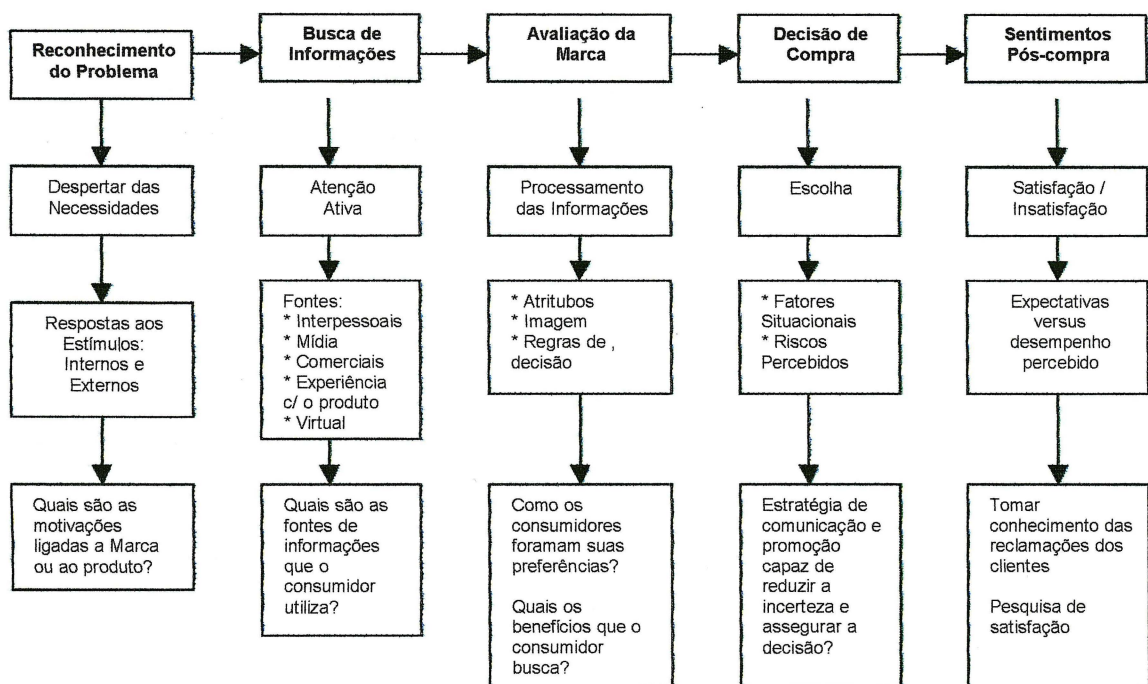 Reconhecimento
do Problema
Busca de
Informações
Avaliação da
Marca
Decisão de
Compra
Sentimentos
Pós-compra
Despertar das
Necessidades
Atenção
Ativa
Processamento
das Informações
Escolha
Satisfação /
Insatisfação
Respostas aos
Estímulos:
Internos e
Externos
Fontes:
* Interpessoais
* Mídia
* Comerciais
* Experiência
c/ o produto
* Virtual
* Atritubos
* Imagem
* Regras de ,
decisão
* Fatores
Situacionais
* Riscos
Percebidos
Expectativas
versus
desempenho
percebido
Quais são as
motivações
ligadas a Marca
ou ao produto?
Quais são as
fontes de
informações
que o
consumidor
utiliza?
Como os
consumidores
foramam suas
preferências?
Quais os
benefícios que o
consumidor
busca?
Estratégia de
comunicação e
promoção
capaz de
reduzir a
incerteza e
assegurar a
decisão?
Tomar
conhecimento das
reclamações dos
clientes
Pesquisa de
satisfação